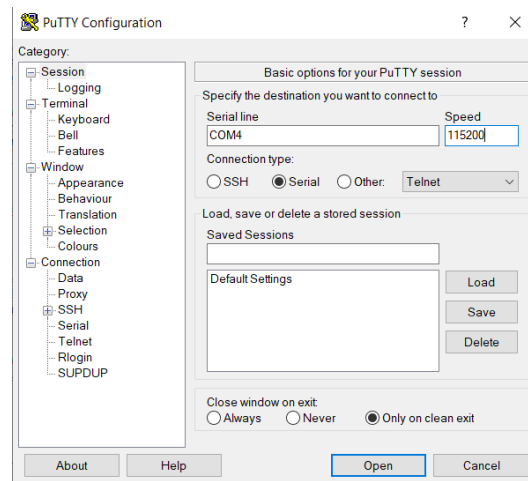 PuTTY Configuration
Category:
Session
Logging
Terminal
Keyboard
Bell
Features
Window
Appearance
Behaviour
Translation
Selection
Colours
Connection
Data
Proxy
SSH
Serial
Telnet
Rlogin
SUPDUP
Basic options for your PuTTY session
Specify the destination you want to connect to
Serial line Speed
COM4 115200
Connection type:
SSH Serial Other: Telnet
Load, save or delete a stored session
Saved Sessions
Default Settings
Load
Save
Delete
Close window on exit:
Always Never Only on clean exit
About Help Open Cancel